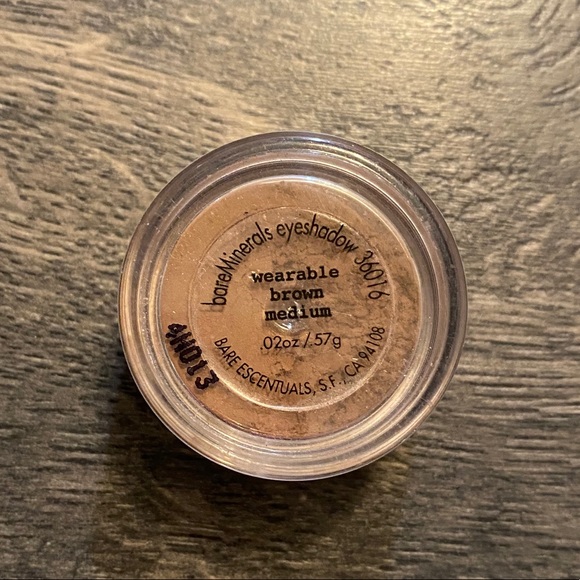 bareMinerals eyeshadow 36016
wearable
brown
medium
.02oz / .57g
BARE ESCENTUALS, S.F., CA 94108
4H013